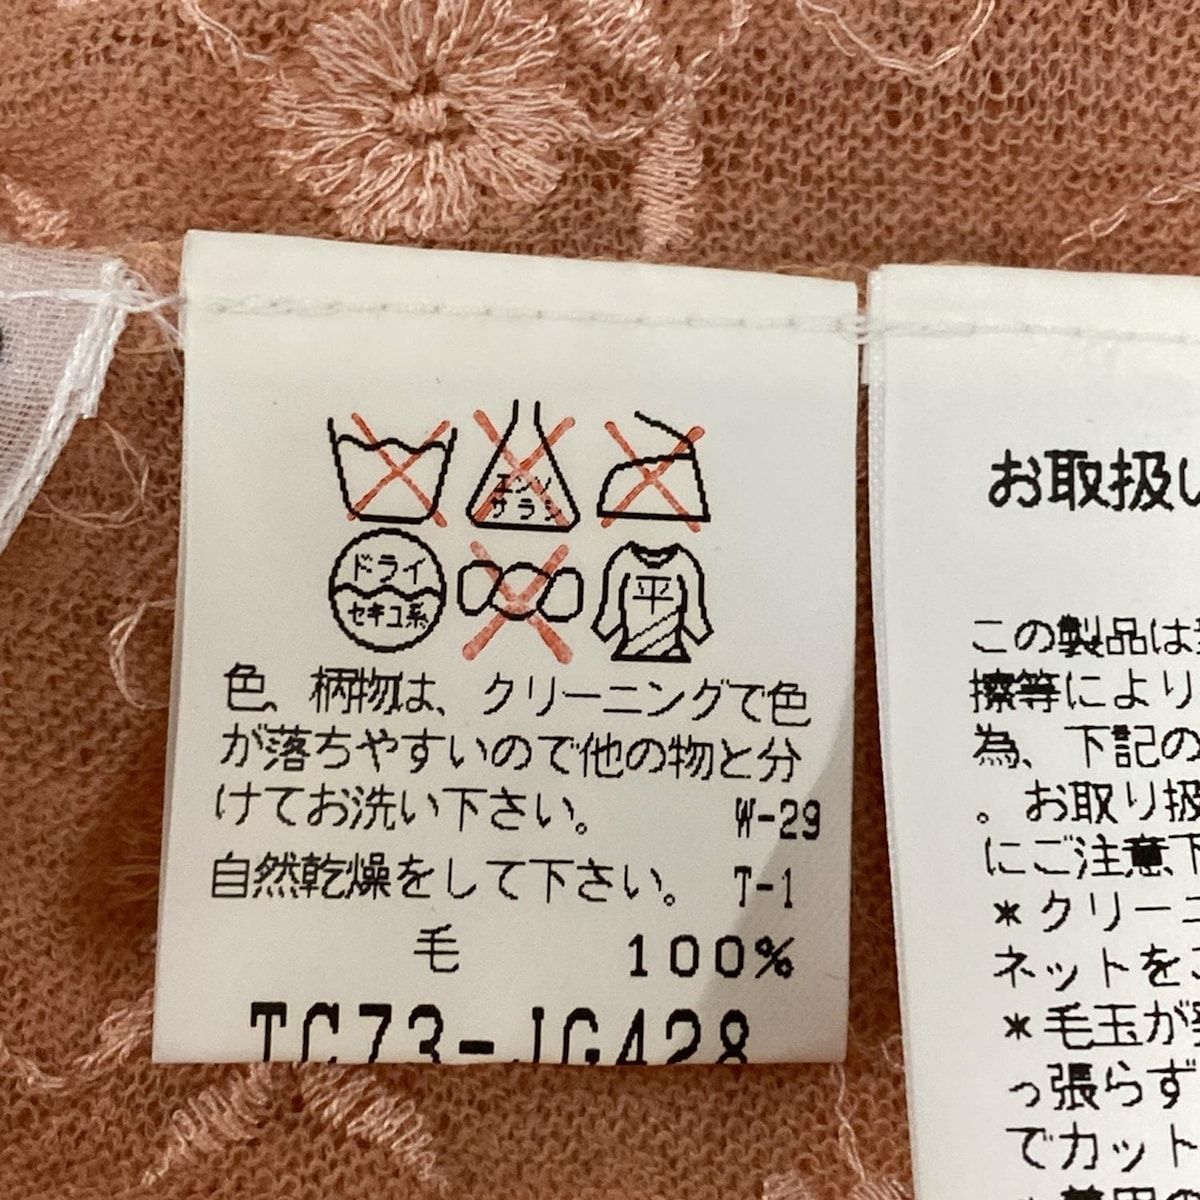 エンソ
サラシ
ドライ
セキユ系
平
色、柄物は、クリーニングで色
が落ちやすいので他の物と分
けてお洗い下さい。 W-29
自然乾燥をして下さい。 T-1
毛 100%
TC73-JG428
お取扱い
この製品は
擦等により
為、下記の
。お取り扱
にご注意下
*クリーニ
ネットをご
*毛玉が
っ張らず
でカット